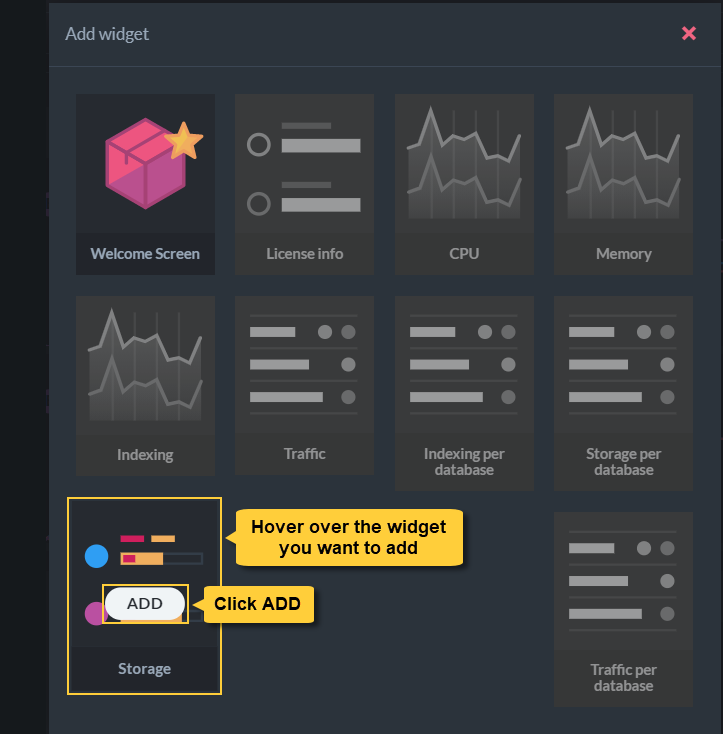 Add widget
Welcome Screen
License info
CPU
Memory
Indexing
Traffic
Indexing per
database
Storage per
database
Hover over the widget
you want to add
ADD
Click ADD
Storage
Traffic per
database